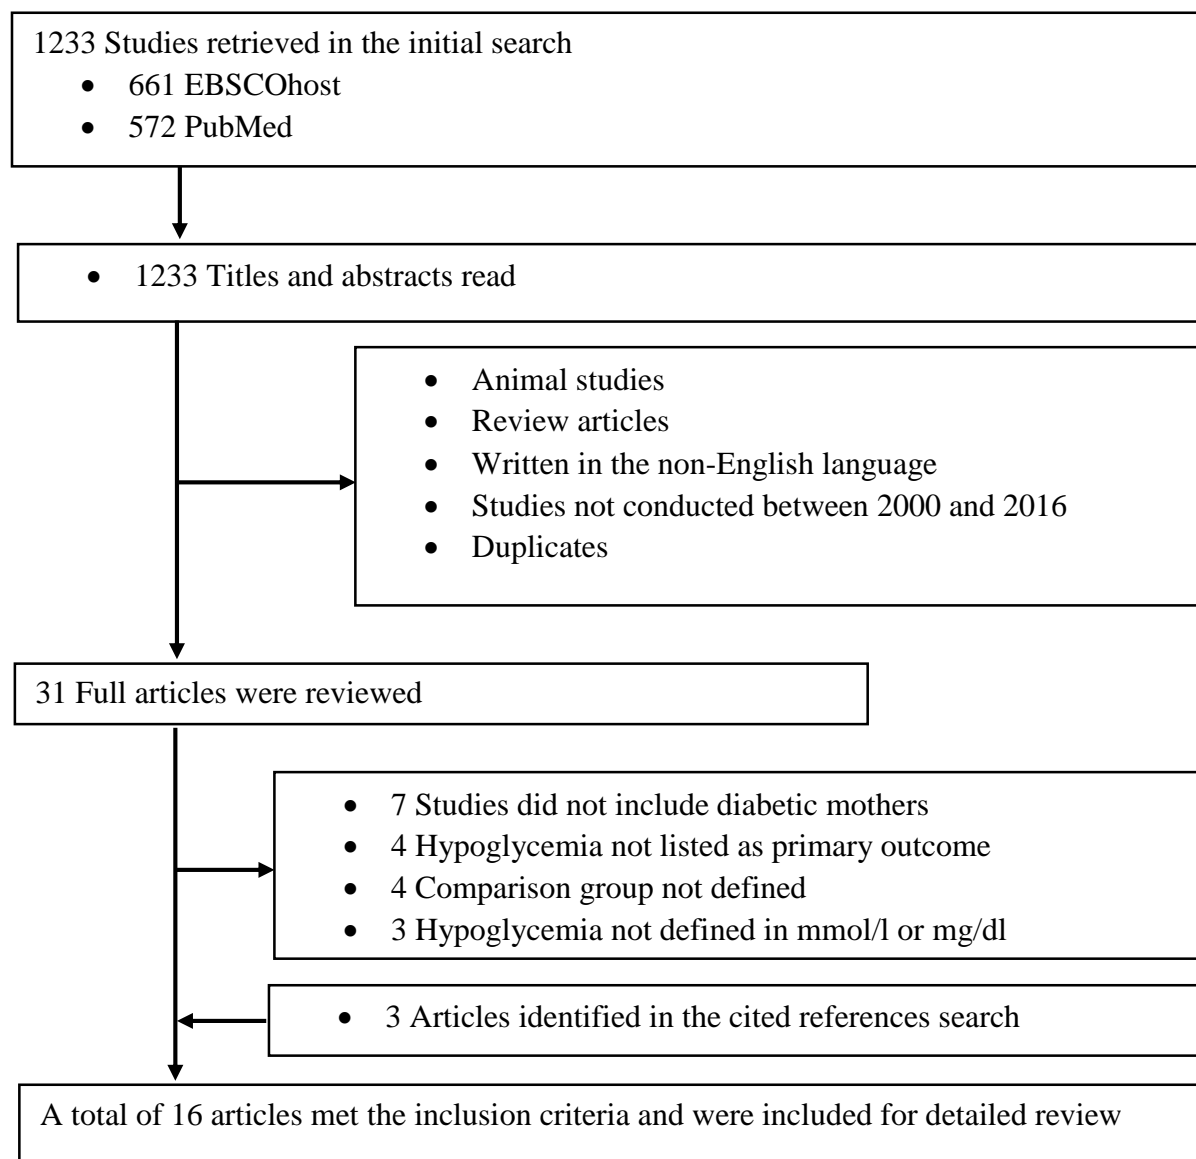 1233 Studies retrieved in the initial search
• 661 EBSCOhost
• 572 PubMed
• 1233 Titles and abstracts read
• Animal studies
• Review articles
• Written in the non-English language
• Studies not conducted between 2000 and 2016
• Duplicates
31 Full articles were reviewed
• 7 Studies did not include diabetic mothers
• 4 Hypoglycemia not listed as primary outcome
• 4 Comparison group not defined
• 3 Hypoglycemia not defined in mmol/l or mg/dl
• 3 Articles identified in the cited references search
A total of 16 articles met the inclusion criteria and were included for detailed review